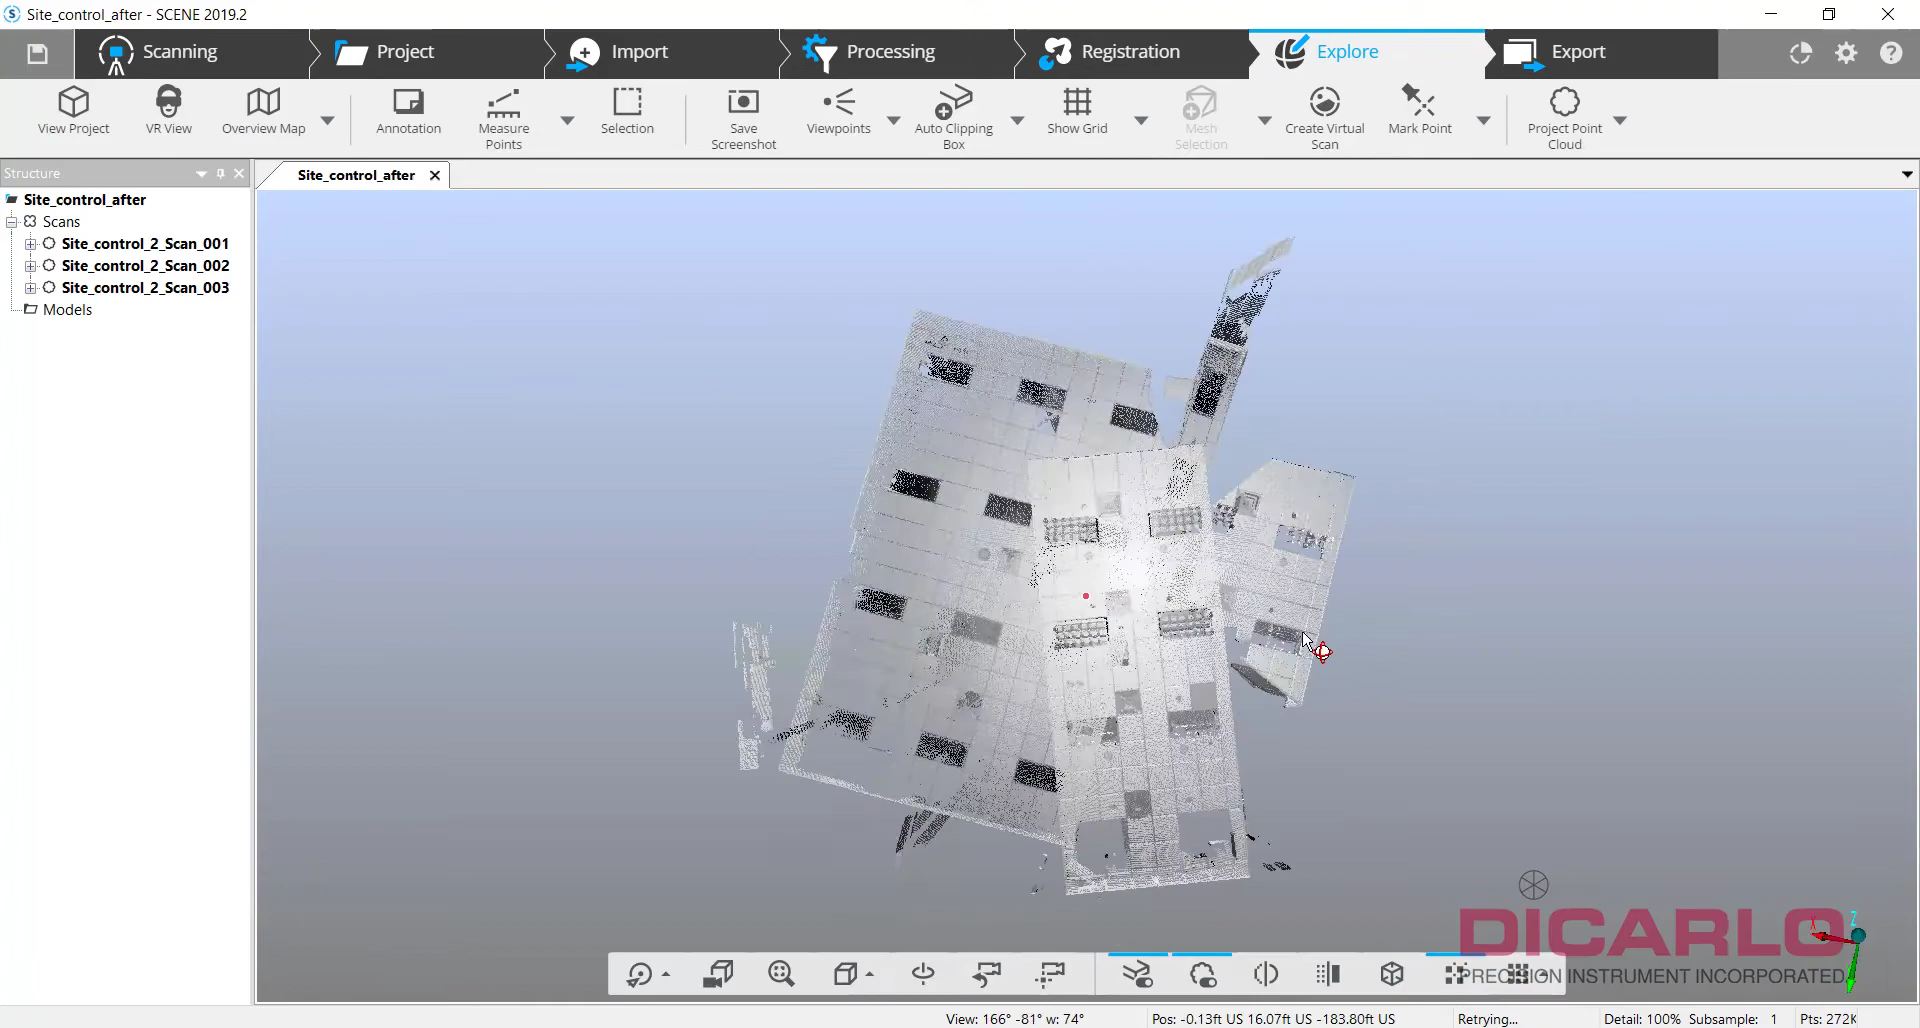 Site_control_after - SCENE 2019.2
Scanning
Project
Import
Processing
Registration
Explore
Export
View Project
VR View
Overview Map
Annotation
Measure
Points
Selection
Save
Screenshot
Viewpoints
Auto Clipping
Box
Show Grid
Mesh
Selection
Create Virtual
Scan
Mark Point
Project Point
Cloud
Structure
Site_control_after
Site_control_after
Scans
Site_control_2_Scan_001
Site_control_2_Scan_002
Site_control_2_Scan_003
Models
DICARLO
PRECISION INSTRUMENT INCORPORATED
X
Z
View: 166° -81° w: 74°
Pos: -0.13ft US 16.07ft US -183.80ft US
Retrying...
Detail: 100%
Subsample: 1
Pts: 272K